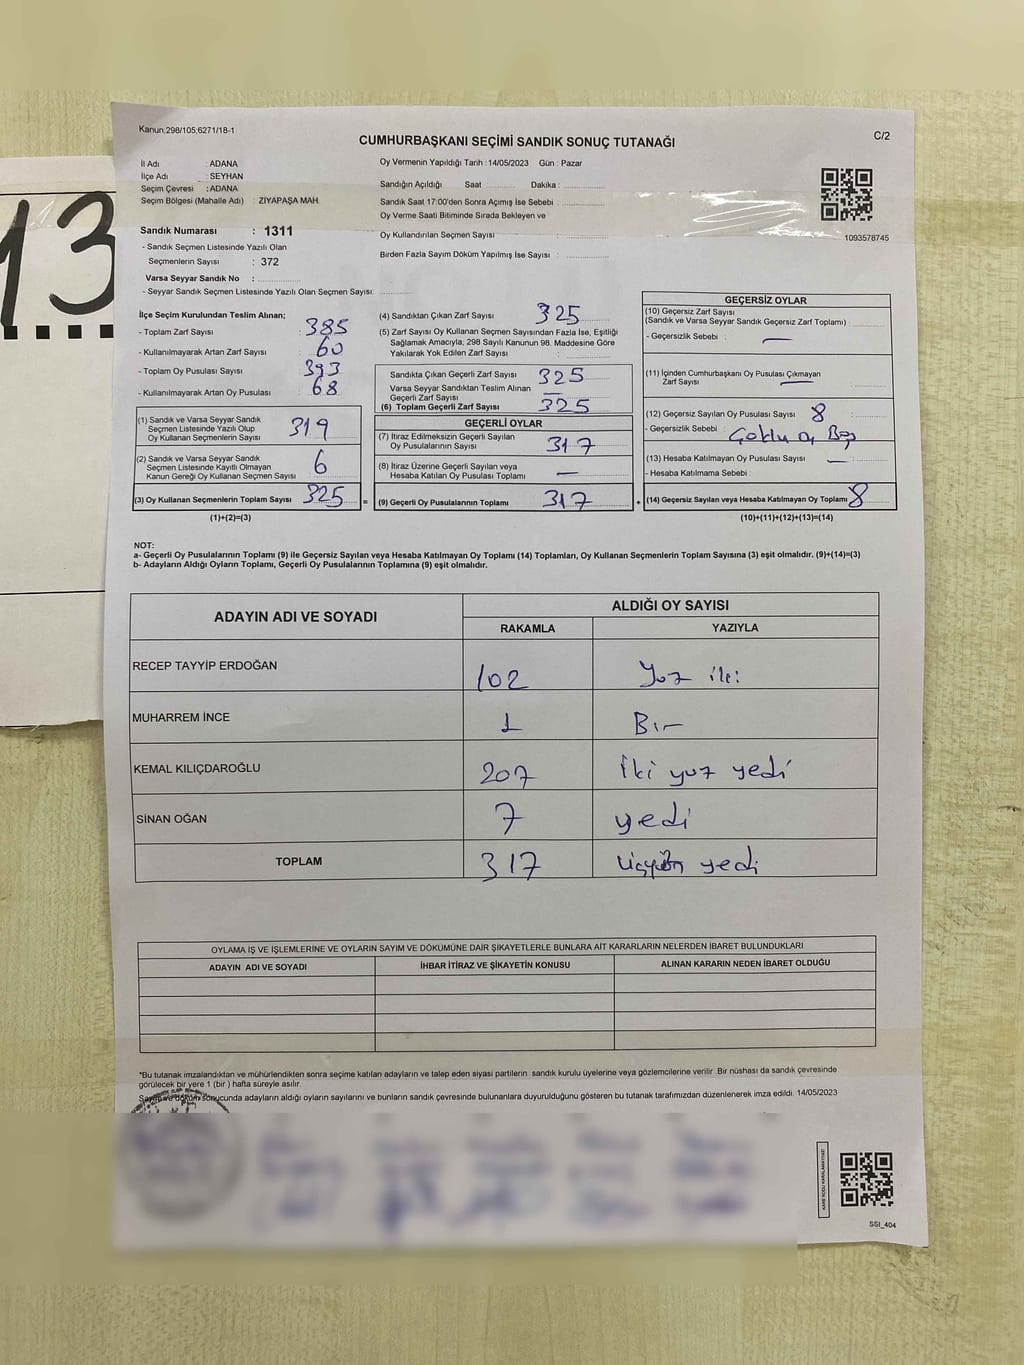 13
Kanun;298/105;6271/18-1
C/2
CUMHURBAŞKANI SEÇİMİ SANDIK SONUÇ TUTANAĞI
İl Adı : ADANA
İlçe Adı : SEYHAN
Seçim Çevresi : ADANA
Seçim Bölgesi (Mahalle Adı) : ZİYAPAŞA MAH.
Sandık Numarası : 1311
- Sandık Seçmen Listesinde Yazılı Olan
Seçmenlerin Sayısı : 372
Varsa Seyyar Sandık No :
- Seyyar Sandık Seçmen Listesinde Yazılı Olan Seçmen Sayısı:
Oy Vermenin Yapıldığı Tarih : 14/05/2023 Gün : Pazar
Sandığın Açıldığı Saat Dakika :
Sandık Saat 17:00'den Sonra Açımış İse Sebebi :
Oy Verme Saati Bitiminde Sırada Bekleyen ve
Oy Kullandırılan Seçmen Sayısı :
Birden Fazla Sayım Döküm Yapılmış İse Sayısı :
1093578745
İlçe Seçim Kurulundan Teslim Alınan;
- Toplam Zarf Sayısı : 385
- Kullanılmayarak Artan Zarf Sayısı : 60
- Toplam Oy Pusulası Sayısı : 393
- Kullanılmayarak Artan Oy Pusulası : 68
(1) Sandık ve Varsa Seyyar Sandık
Seçmen Listesinde Yazılı Olup
Oy Kullanan Seçmenlerin Sayısı 319
(2) Sandık ve Varsa Seyyar Sandık
Seçmen Listesinde Kayıtlı Olmayan
Kanun Gereği Oy Kullanan Seçmen Sayısı 6
(3) Oy Kullanan Seçmenlerin Toplam Sayısı 325
(1)+(2)=(3)
(4) Sandıktan Çıkan Zarf Sayısı 325
(5) Zarf Sayısı Oy Kullanan Seçmen Sayısından Fazla İse, Eşitliği
Sağlamak Amacıyla; 298 Sayılı Kanunun 98. Maddesine Göre
Yakılarak Yok Edilen Zarf Sayısı :
Sandıkta Çıkan Geçerli Zarf Sayısı 325
Varsa Seyyar Sandıktan Teslim Alınan
Geçerli Zarf Sayısı —
(6) Toplam Geçerli Zarf Sayısı 325
=
GEÇERLİ OYLAR
(7) İtiraz Edilmeksizin Geçerli Sayılan
Oy Pusulalarının Sayısı 317
(8) İtiraz Üzerine Geçerli Sayılan veya
Hesaba Katılan Oy Pusulası Toplamı —
(9) Geçerli Oy Pusulalarının Toplamı 317
+
GEÇERSİZ OYLAR
(10) Geçersiz Zarf Sayısı
(Sandık ve Varsa Seyyar Sandık Geçersiz Zarf Toplamı)
- Geçersizlik Sebebi : —
(11) İçinden Cumhurbaşkanı Oy Pusulası Çıkmayan
Zarf Sayısı —
(12) Geçersiz Sayılan Oy Pusulası Sayısı 8
- Geçersizlik Sebebi :
(13) Hesaba Katılmayan Oy Pusulası Sayısı —
- Hesaba Katılmama Sebebi :
(14) Geçersiz Sayılan veya Hesaba Katılmayan Oy Toplamı 8
(10)+(11)+(12)+(13)=(14)
NOT:
a- Geçerli Oy Pusulalarının Toplamı (9) ile Geçersiz Sayılan veya Hesaba Katılmayan Oy Toplamı (14) Toplamları, Oy Kullanan Seçmenlerin Toplam Sayısına (3) eşit olmalıdır. (9)+(14)=(3)
b- Adayların Aldığı Oyların Toplamı, Geçerli Oy Pusulalarının Toplamına (9) eşit olmalıdır.
ADAYIN ADI VE SOYADI ALDIĞI OY SAYISI
RAKAMLA YAZIYLA
RECEP TAYYİP ERDOĞAN 102 Yüz iki
MUHARREM İNCE 1 Bir
KEMAL KILIÇDAROĞLU 207 İki yuz yedi
SİNAN OĞAN 7 yedi
TOPLAM 317 yedi
OYLAMA İŞ VE İŞLEMLERİNE VE OYLARIN SAYIM VE DÖKÜMÜNE DAİR ŞİKAYETLERLE BUNLARA AİT KARARLARIN NELERDEN İBARET BULUNDUKLARI
ADAYIN ADI VE SOYADI İHBAR İTİRAZ VE ŞİKAYETİN KONUSU ALINAN KARARIN NEDEN İBARET OLDUĞU
*Bu tutanak imzalandıktan ve mühürlendikten sonra seçime katılan adayların ve talep eden siyasi partilerin sandık kurulu üyelerine veya gözlemcilerine verilir. Bir nüshası da sandık çevresinde
görülecek bir yere 1 (bir ) hafta süreyle asılır.
Sayım ve döküm sonucunda adayların aldığı oyların sayılarını ve bunların sandık çevresinde bulunanlara duyurulduğunu gösteren bu tutanak tarafımızdan düzenlenerek imza edildi. 14/05/2023
KARE KODU KARALAMAYINIZ!
SSI_404